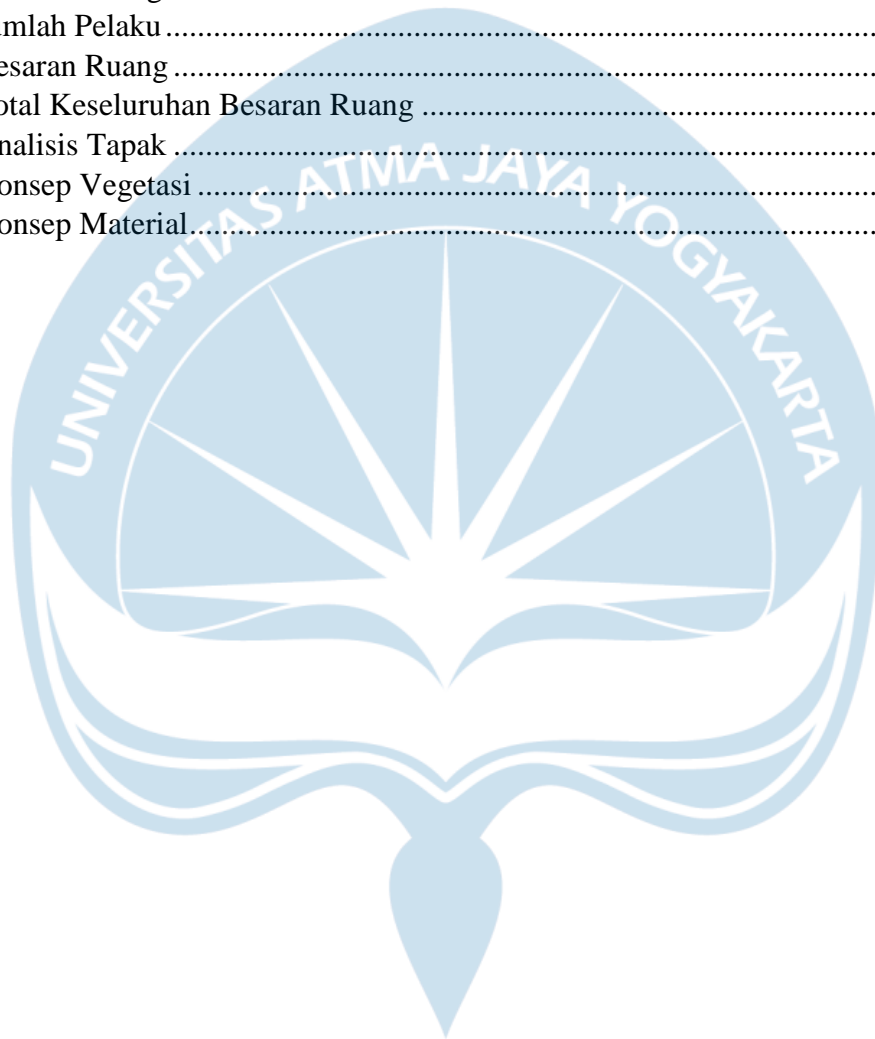 umlah Pelaku ........................................................................................
esaran Ruang .......................................................................................
otal Keseluruhan Besaran Ruang ........................................................
nalisis Tapak .......................................................................................
onsep Vegetasi ....................................................................................
onsep Material.....................................................................................
UNIVERSITAS ATMA JAYA YOGYAKARTA